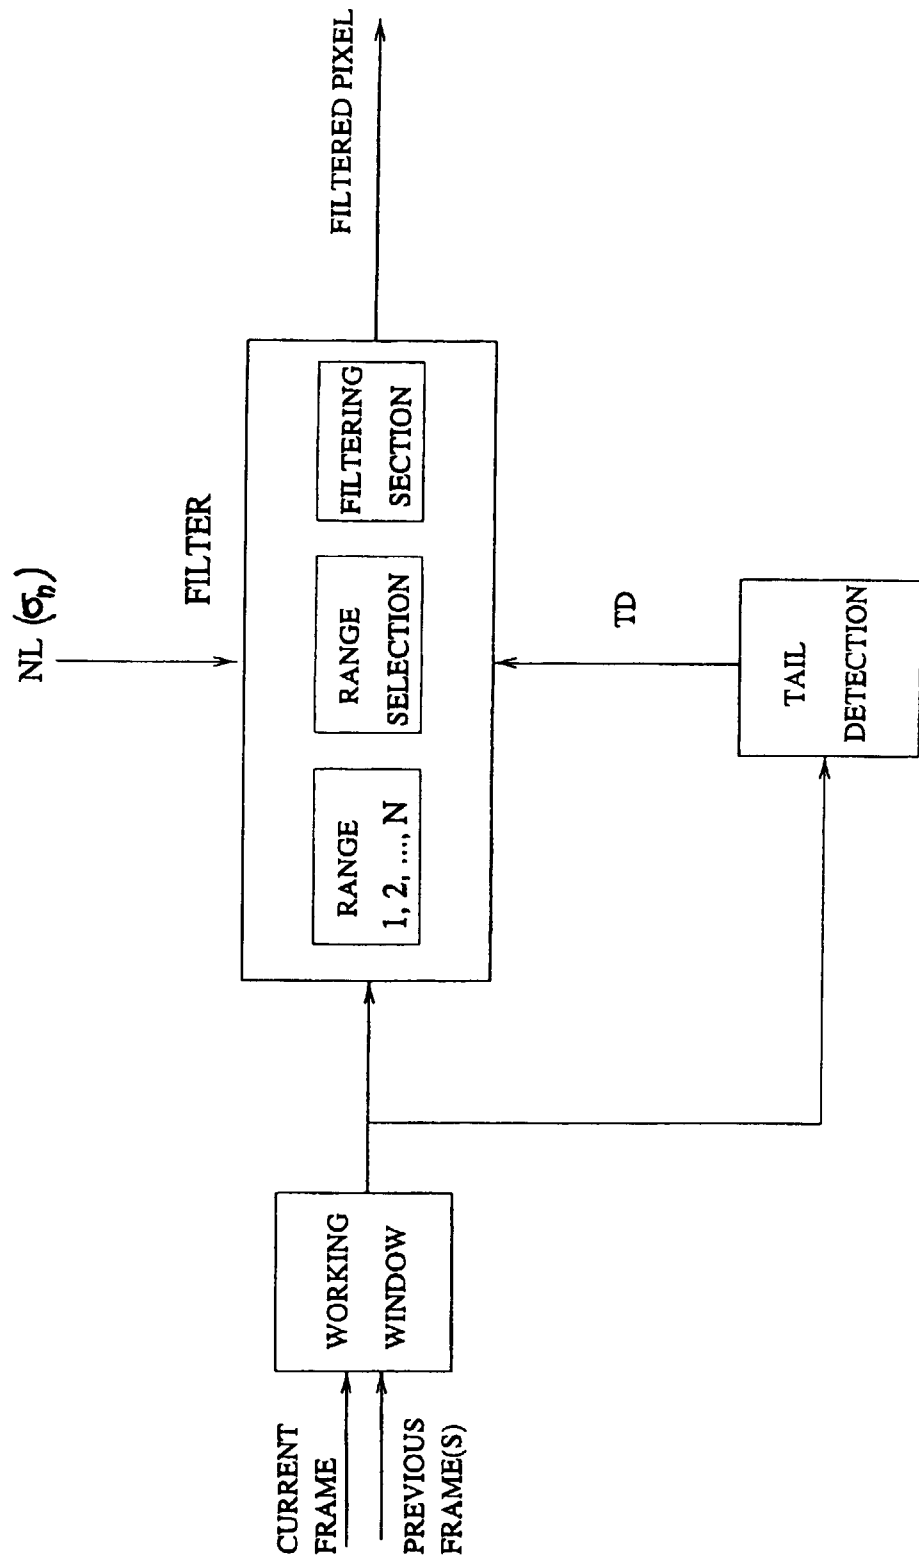 NL (σn)
FILTER
FILTERED PIXEL
CURRENT
FRAME
PREVIOUS
FRAME(S)
WORKING
WINDOW
RANGE
1, 2, ..., N
RANGE
SELECTION
FILTERING
SECTION
TD
TAIL
DETECTION